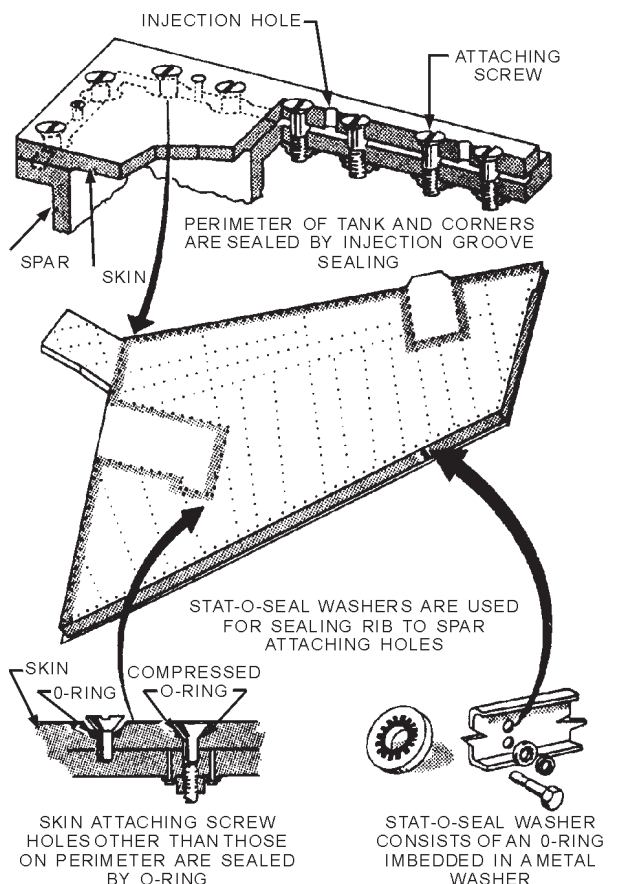 INJECTION HOLE
ATTACHING
SCREW
PERIMETER OF TANK AND CORNERS
ARE SEALED BY INJECTION GROOVE
SEALING
SPAR
SKIN
STAT-O-SEAL WASHERS ARE USED
FOR SEALING RIB TO SPAR
ATTACHING HOLES
SKIN
O-RING
COMPRESSED
O-RING
SKIN ATTACHING SCREW
HOLES OTHER THAN THOSE
ON PERIMETER ARE SEALED
BY O-RING
STAT-O-SEAL WASHER
CONSISTS OF AN O-RING
IMBEDDED IN A METAL
WASHER